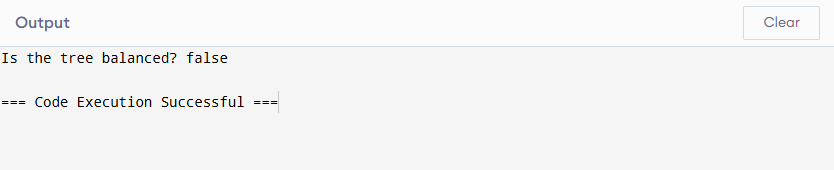 Output
Clear
Is the tree balanced? false
=== Code Execution Successful ===